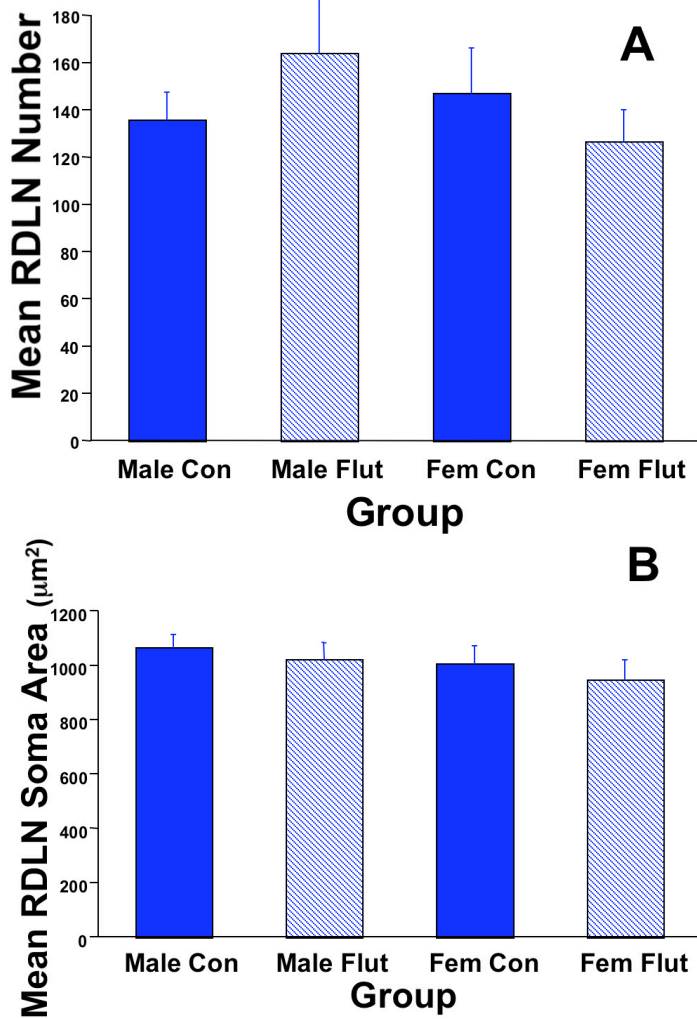 A
Mean RDLN Number
180
160
140
120
100
80
60
40
20
0
Male Con Male Flut Fem Con Fem Flut
Group
B
Mean RDLN Soma Area (μm²)
1200
1000
800
600
400
200
0
Male Con Male Flut Fem Con Fem Flut
Group